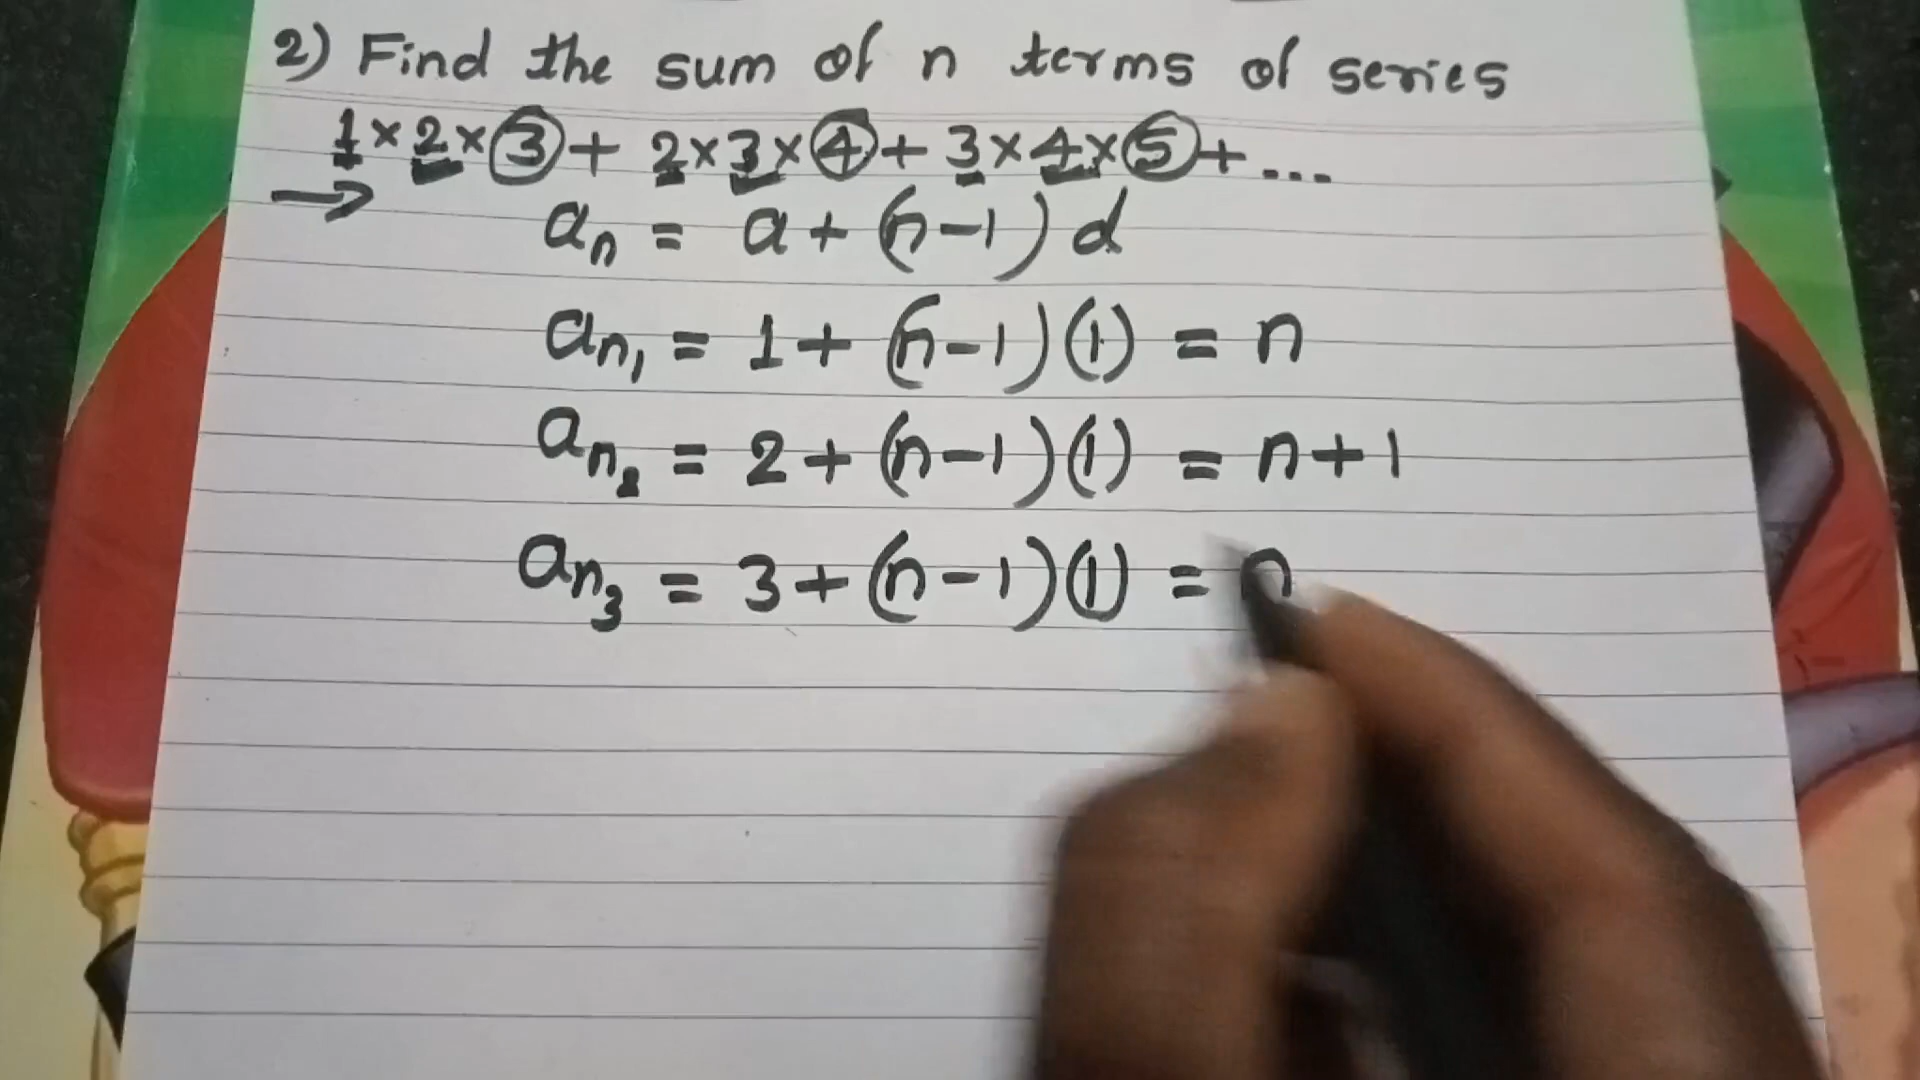 2) Find the sum of n terms of series
1×2×3 + 2×3×4 + 3×4×5 + ...
→ aₙ = a + (n-1) d
aₙ₁ = 1 + (n-1)(1) = n
aₙ₂ = 2 + (n-1)(1) = n+1
aₙ₃ = 3 + (n-1)(1) = n